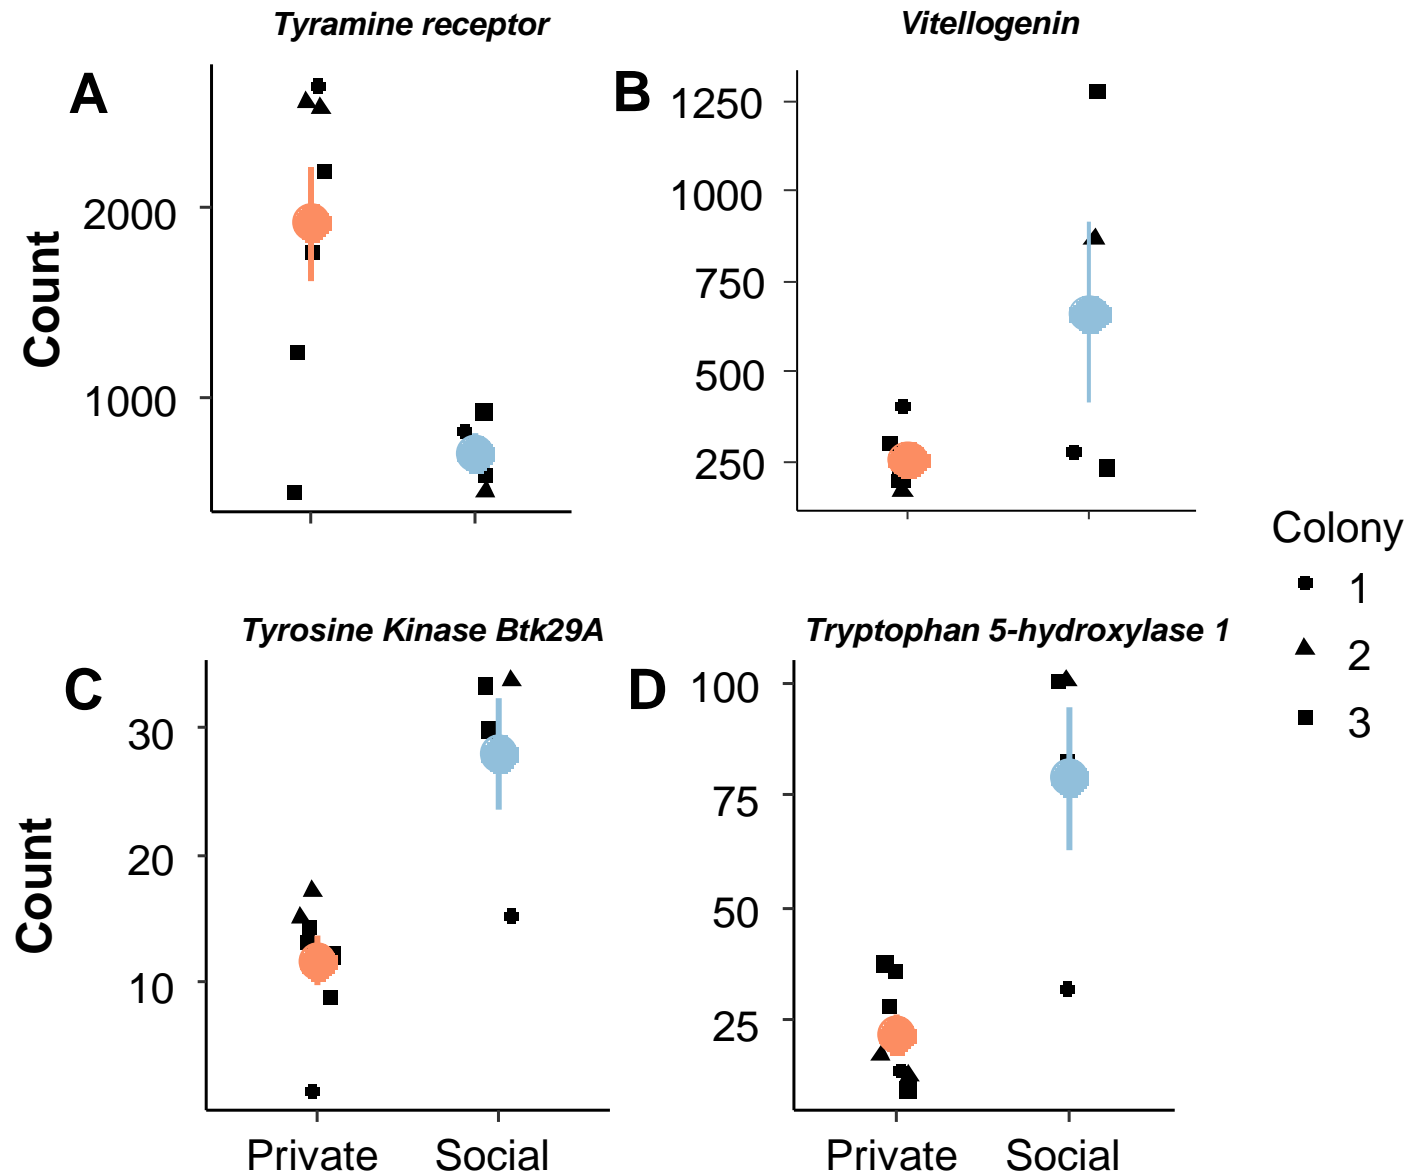 Tyramine receptor
Vitellogenin
A
B
Count
2000
1000
1250
1000
750
500
250
Colony
1
2
3
Tyrosine Kinase Btk29A
Tryptophan 5-hydroxylase 1
C
D
Count
30
20
10
100
75
50
25
Private Social
Private Social